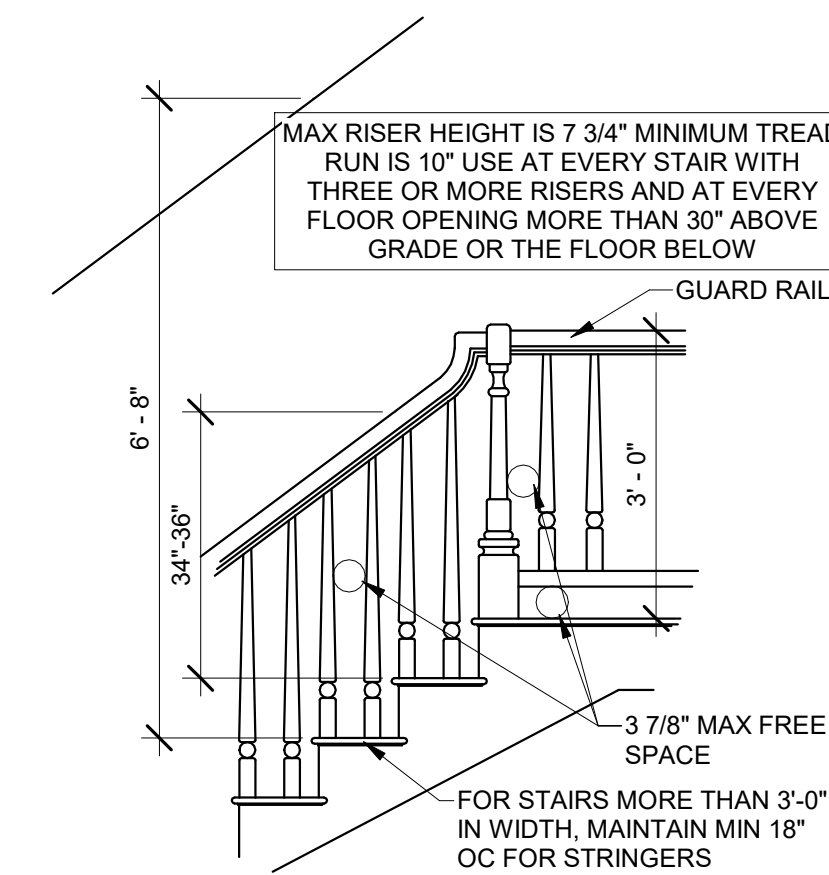 MAX RISER HEIGHT IS 7 3/4" MINIMUM TREAD
RUN IS 10" USE AT EVERY STAIR WITH
THREE OR MORE RISERS AND AT EVERY
FLOOR OPENING MORE THAN 30" ABOVE
GRADE OR THE FLOOR BELOW
GUARD RAIL
6' - 8"
34"-36"
3' - 0"
3 7/8" MAX FREE
SPACE
FOR STAIRS MORE THAN 3'-0"
IN WIDTH, MAINTAIN MIN 18"
OC FOR STRINGERS